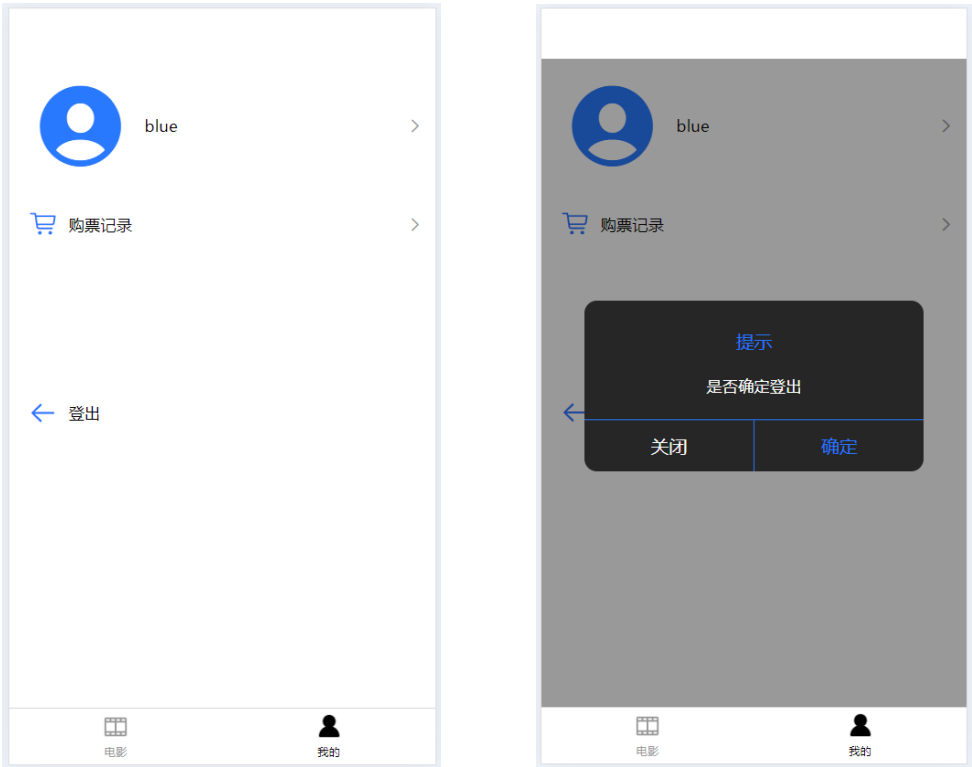 blue
购票记录
登出
电影
我的
blue
购票记录
提示
是否确定登出
关闭
确定
电影
我的